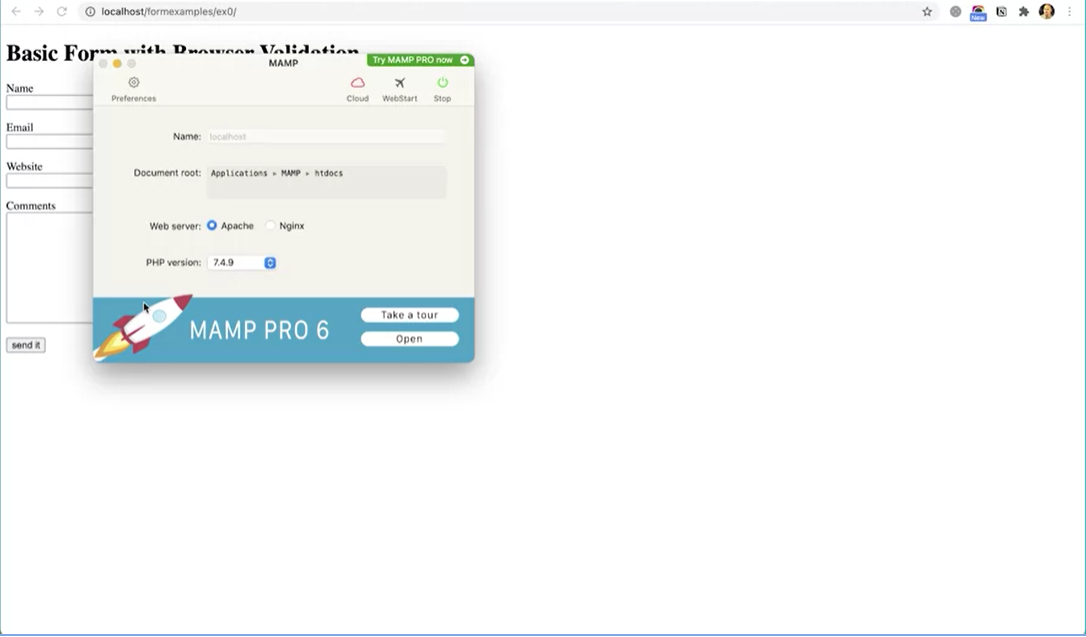 localhost/formexamples/ex0/
New
Basic Form with Browser Validation
Name
Email
Website
Comments
send it
MAMP
Try MAMP PRO now
Preferences
Cloud
WebStart
Stop
Name: localhost
Document root: Applications ▸ MAMP ▸ htdocs
Web server: Apache Nginx
PHP version: 7.4.9
MAMP PRO 6
Take a tour
Open